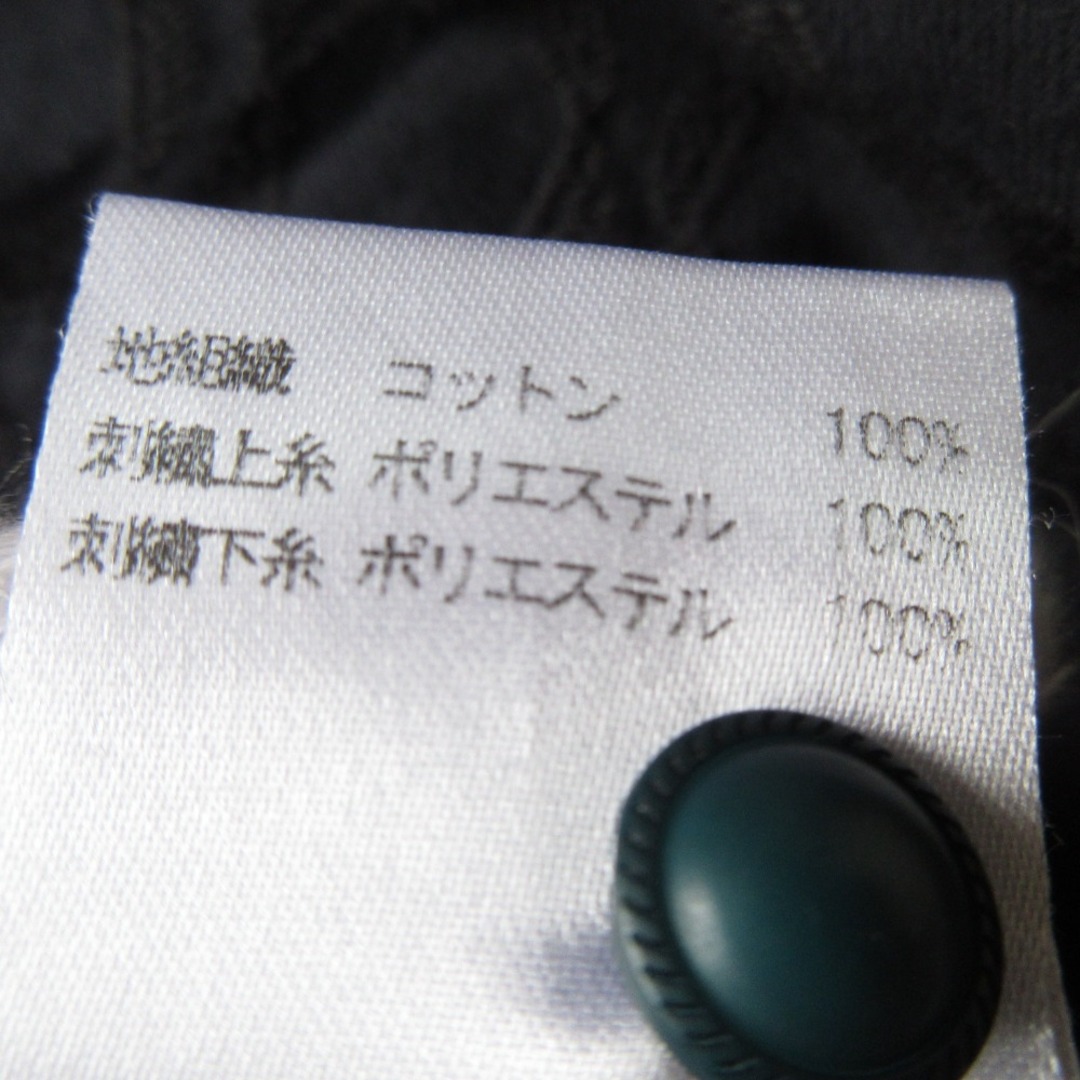 地組織 コットン 100%
刺繍上糸 ポリエステル 100%
刺繍下糸 ポリエステル 100%